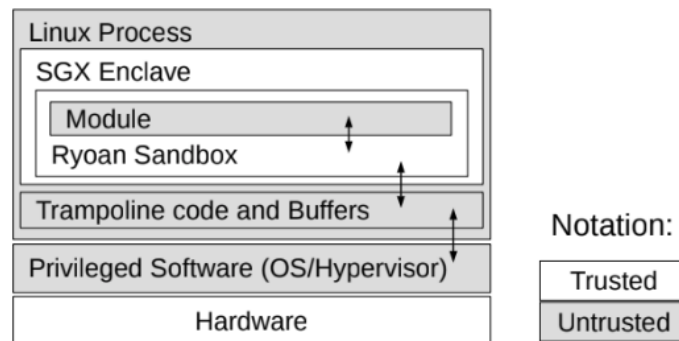 Linux Process
SGX Enclave
Module
Ryoan Sandbox
Trampoline code and Buffers
Privileged Software (OS/Hypervisor)
Hardware
Notation:
Trusted
Untrusted